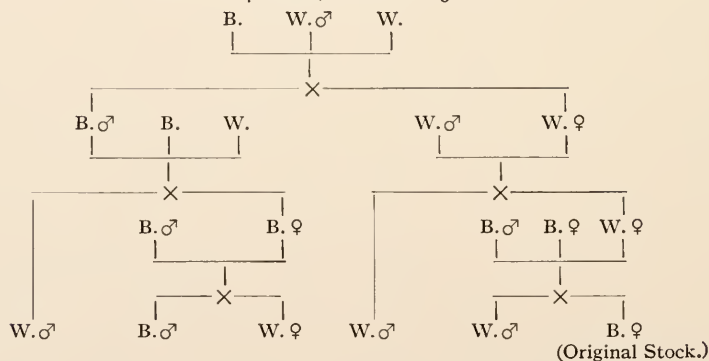 B. W.♂ W.
×
B.♂ B. W. W.♂ W.♀
× ×
B.♂ B.♀ B.♂ B.♀ W.♀
× ×
W.♂ B.♂ W.♀ W.♂ W.♂ B.♀
(Original Stock.)